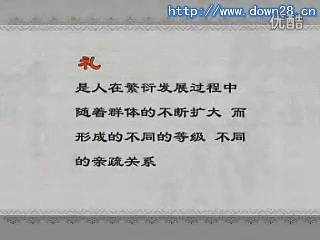 http://www.down28.cn
优酷
礼
是人在繁衍发展过程中
随着群体的不断扩大 而
形成的不同的等级 不同
的亲疏关系